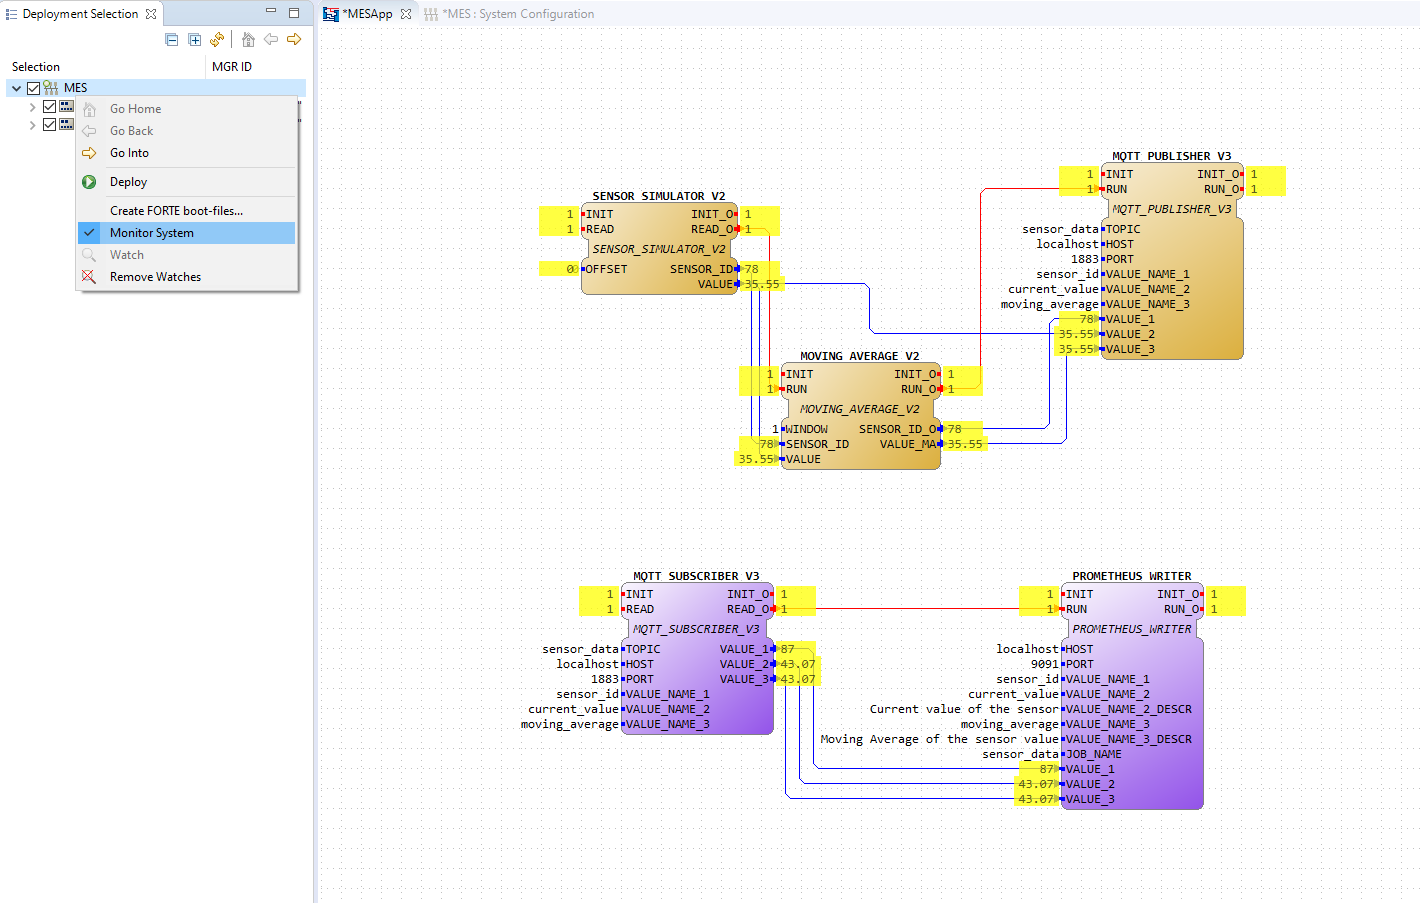 Deployment Selection
*MESApp
*MES : System Configuration
Selection
MGR ID
MES
Go Home
Go Back
Go Into
Deploy
Create FORTE boot-files...
Monitor System
Watch
Remove Watches
SENSOR_SIMULATOR_V2
1 INIT INIT_O 1
1 READ READ_O 1
SENSOR_SIMULATOR_V2
0 OFFSET SENSOR_ID 78
VALUE 35.55
MQTT_PUBLISHER_V3
1 INIT INIT_O 1
1 RUN RUN_O 1
MQTT_PUBLISHER_V3
sensor_data TOPIC
localhost HOST
1883 PORT
sensor_id VALUE_NAME_1
current_value VALUE_NAME_2
moving_average VALUE_NAME_3
78 VALUE_1
35.55 VALUE_2
35.55 VALUE_3
MOVING_AVERAGE_V2
1 INIT INIT_O 1
1 RUN RUN_O 1
MOVING_AVERAGE_V2
1 WINDOW SENSOR_ID_O 78
78 SENSOR_ID VALUE_MA 35.55
35.55 VALUE
MQTT_SUBSCRIBER_V3
1 INIT INIT_O 1
1 READ READ_O 1
MQTT_SUBSCRIBER_V3
sensor_data TOPIC VALUE_1 87
localhost HOST VALUE_2 43.07
1883 PORT VALUE_3 43.07
sensor_id VALUE_NAME_1
current_value VALUE_NAME_2
moving_average VALUE_NAME_3
PROMETHEUS_WRITER
1 INIT INIT_O 1
1 RUN RUN_O 1
PROMETHEUS_WRITER
localhost HOST
9091 PORT
sensor_id VALUE_NAME_1
current_value VALUE_NAME_2
Current value of the sensor VALUE_NAME_2_DESCR
moving_average VALUE_NAME_3
Moving Average of the sensor value VALUE_NAME_3_DESCR
sensor_data JOB_NAME
87 VALUE_1
43.07 VALUE_2
43.07 VALUE_3